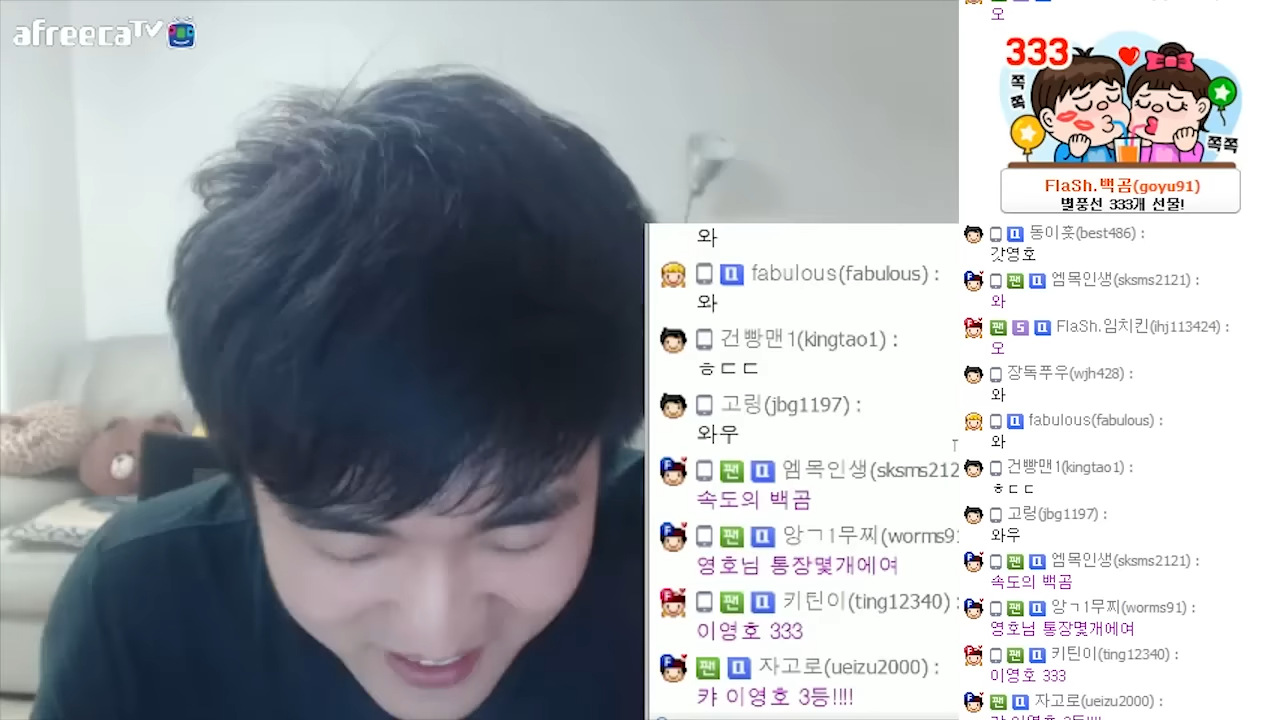 afreecaTV
와
fabulous(fabulous) :
와
건빵맨1(kingtao1) :
ㅎㄷㄷ
고링(jbg1197) :
와우
팬 엠목인생(sksms212
속도의 백곰
팬 앙ㄱ1무찌(worms91
영호님 통장몇개에여
팬 키틴이(ting12340) :
이영호 333
팬 자고로(ueizu2000) :
캬 이영호 3등!!!!
오
333
쪽
쪽
쪽쪽
FlaSh.백곰(goyu91)
별풍선 333개 선물!
동이훗(best486) :
갓영호
팬 엠목인생(sksms2121) :
와
팬 S FlaSh.임치킨(ihj113424) :
오
장독푸우(wjh428) :
와
fabulous(fabulous) :
와
건빵맨1(kingtao1) :
ㅎㄷㄷ
고링(jbg1197) :
와우
팬 엠목인생(sksms2121) :
속도의 백곰
팬 앙ㄱ1무찌(worms91) :
영호님 통장몇개에여
팬 키틴이(ting12340) :
이영호 333
팬 자고로(ueizu2000) :